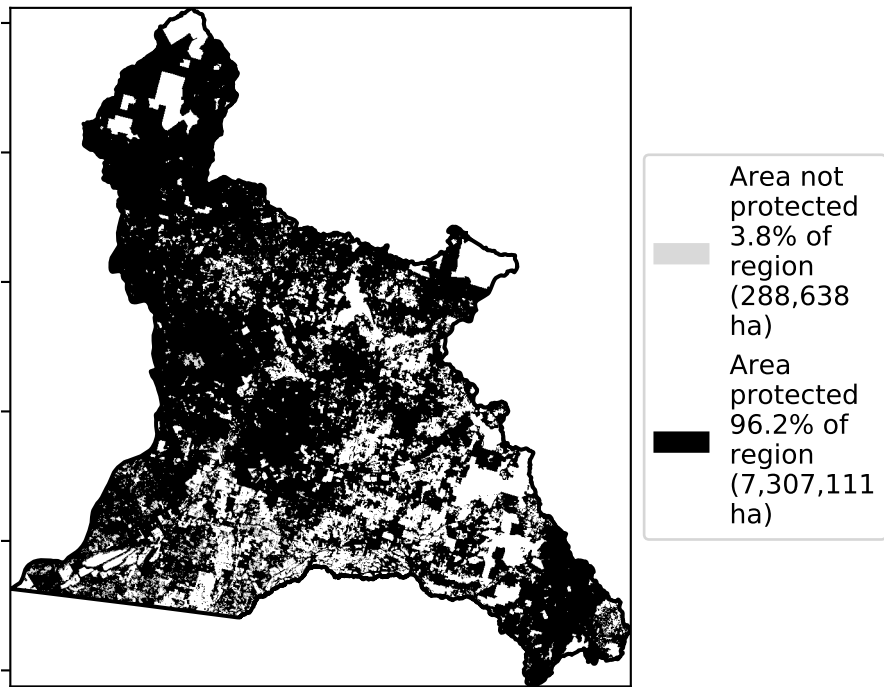 Area not
protected
3.8% of
region
(288,638
ha)
Area
protected
96.2% of
region
(7,307,111
ha)